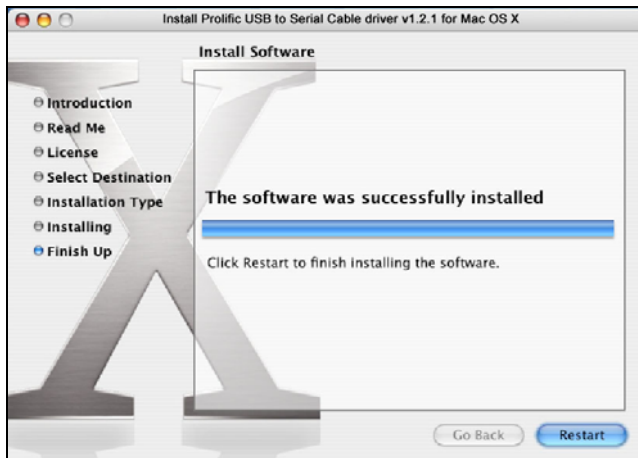 Install Prolific USB to Serial Cable driver v1.2.1 for Mac OS X
Install Software
Introduction
Read Me
License
Select Destination
Installation Type
Installing
Finish Up
The software was successfully installed
Click Restart to finish installing the software.
Go Back
Restart